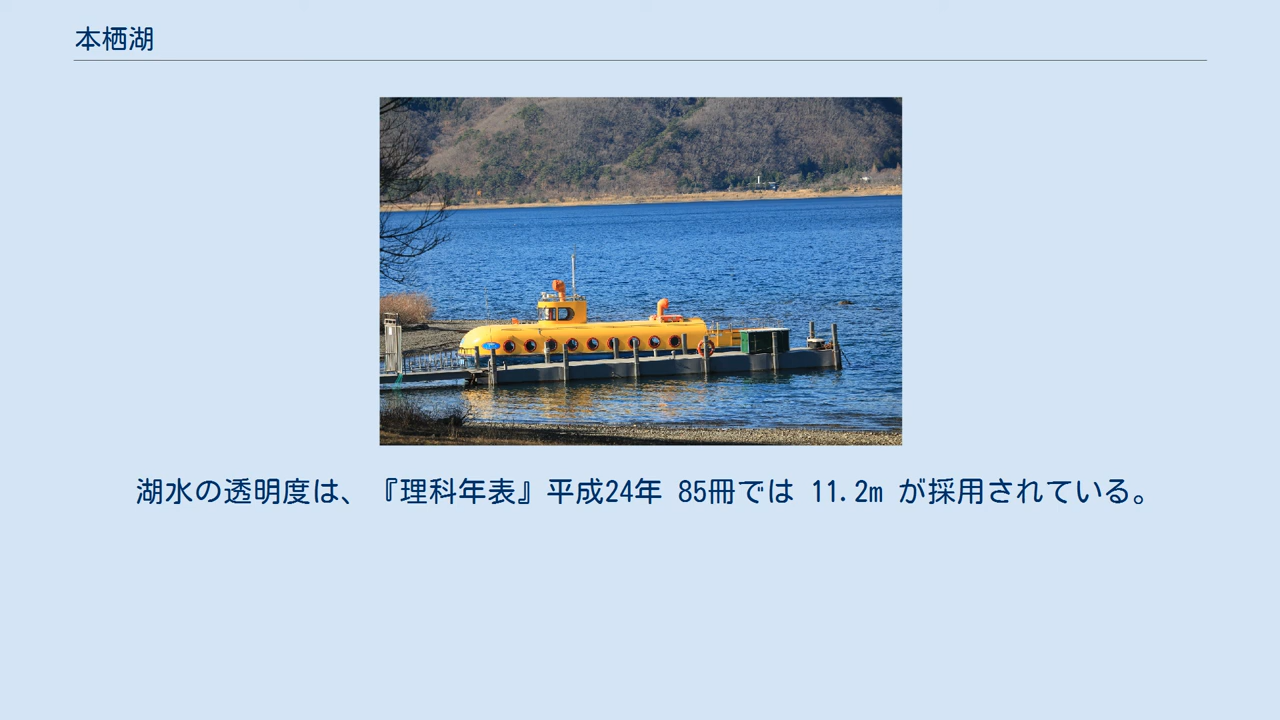 本栖湖
湖水の透明度は、『理科年表』平成24年 85冊では 11.2m が採用されている。